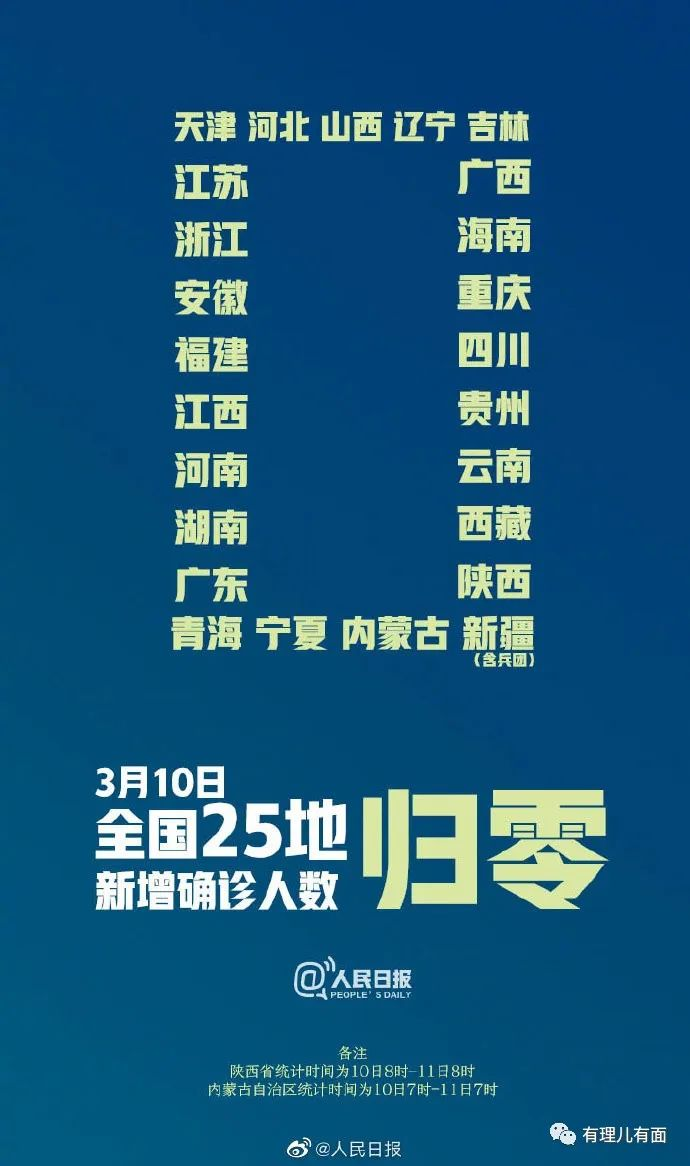 天津 河北 山西 辽宁 吉林
江苏 广西
浙江 海南
安徽 重庆
福建 四川
江西 贵州
河南 云南
湖南 西藏
广东 陕西
青海 宁夏 内蒙古 新疆
（含兵团）
3月10日
全国25地
新增确诊人数
归零
@人民日报
PEOPLE'S DAILY
备注
陕西省统计时间为10日8时-11日8时
内蒙古自治区统计时间为10日7时-11日7时
有理儿有面
@人民日报